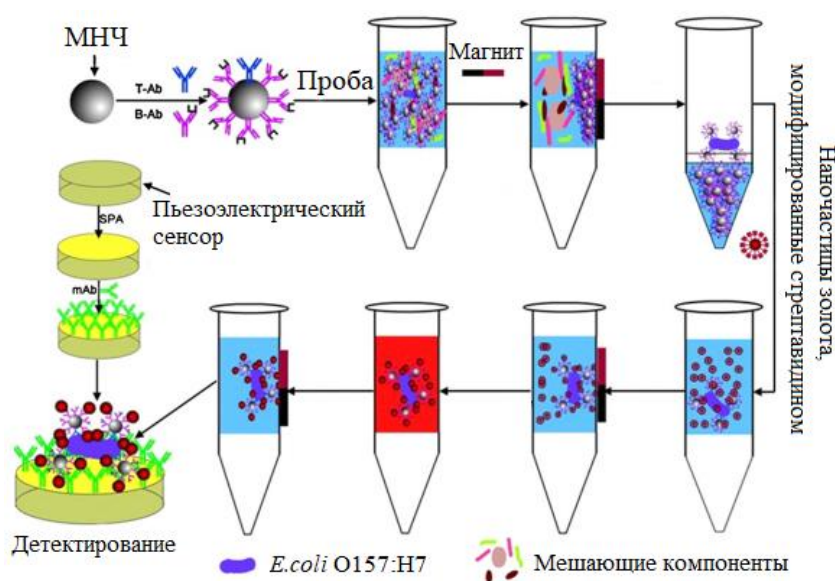 МНЧ
T-Ab
B-Ab
Проба
Магнит
Наночастицы золота,
модифицированные стрептавидином
Пьезоэлектрический
сенсор
SPA
mAb
Детектирование
E.coli O157:H7
Мешающие компоненты